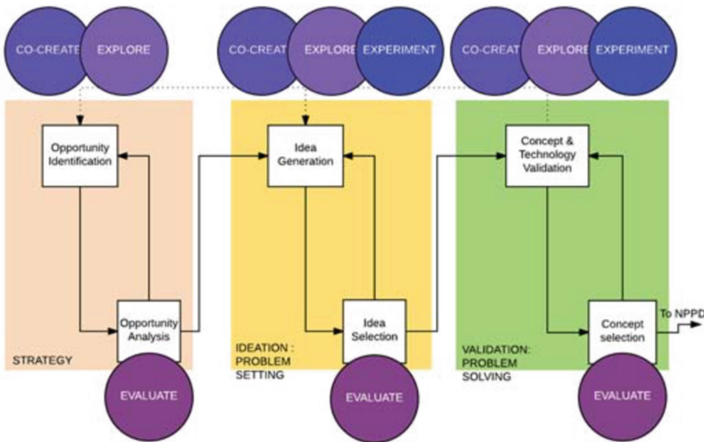 CO-CREATE
EXPLORE
CO-CREAT
EXPLORE
EXPERIMENT
CO-CREAT
EXPLORE
EXPERIMENT
Opportunity
Identification
Idea
Generation
Concept &
Technology
Validation
Opportunity
Analysis
Idea
Selection
Concept
selection
To NPPD
STRATEGY
IDEATION :
PROBLEM
SETTING
VALIDATION:
PROBLEM
SOLVING
EVALUATE
EVALUATE
EVALUATE